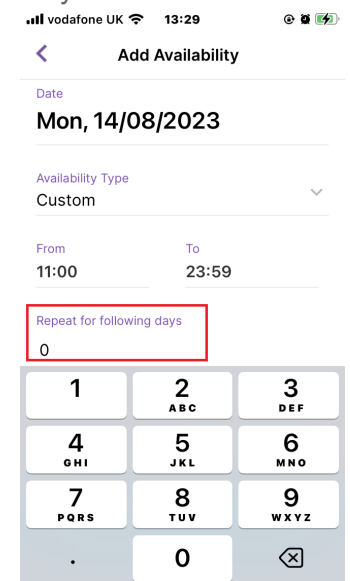 vodafone UK 13:29
Add Availability
Date
Mon, 14/08/2023
Availability Type
Custom
From To
11:00 23:59
Repeat for following days
0
1 2 3
ABC DEF
4 5 6
GHI JKL MNO
7 8 9
PQRS TUV WXYZ
. 0